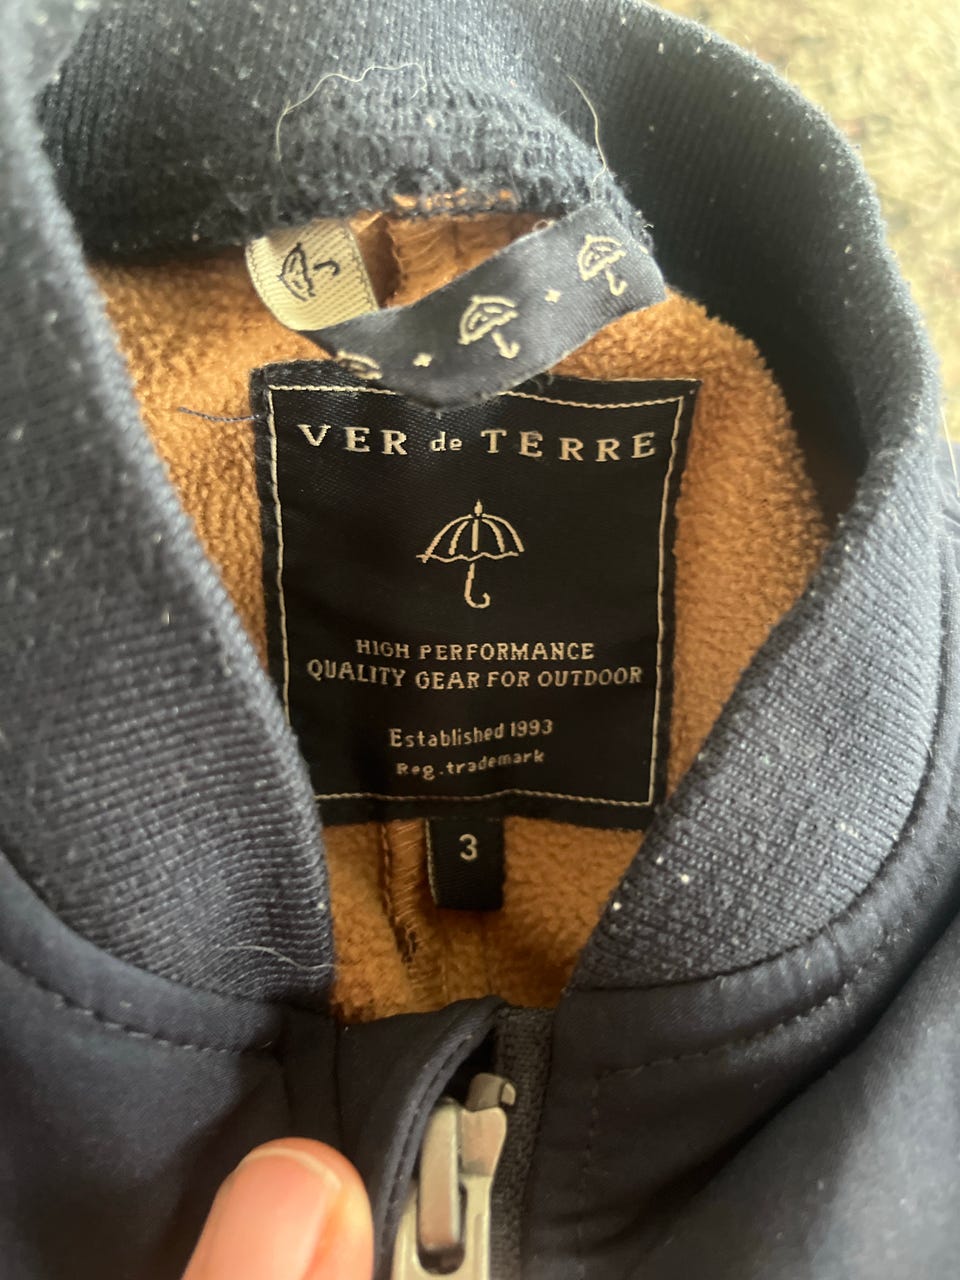 VER de TERRE
HIGH PERFORMANCE
QUALITY GEAR FOR OUTDOOR
Established 1993
Reg. trademark
3